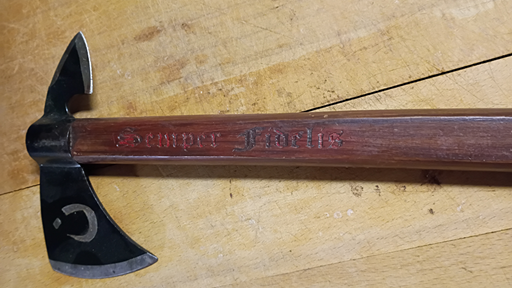 Semper Fidelis
ن